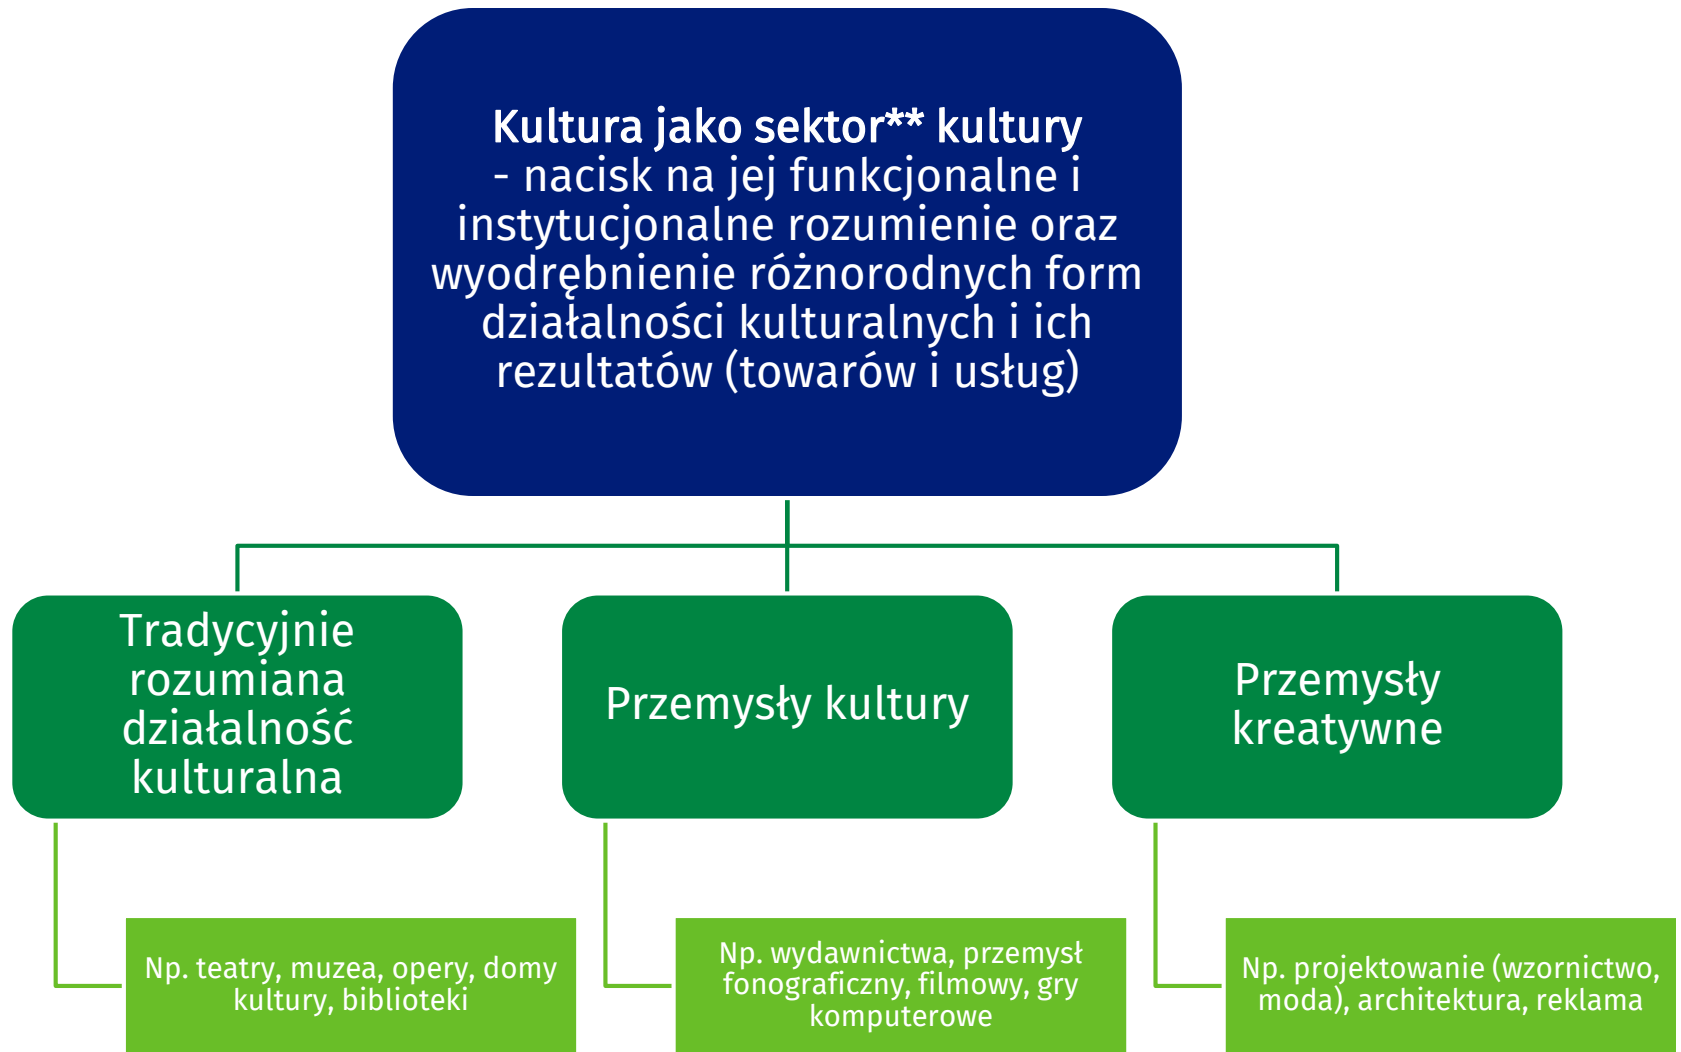 Kultura jako sektor** kultury
- nacisk na jej funkcjonalne i
instytucjonalne rozumienie oraz
wyodrębnienie różnorodnych form
działalności kulturalnych i ich
rezultatów (towarów i usług)
Tradycyjnie
rozumiana
działalność
kulturalna
Przemysły kultury
Przemysły
kreatywne
Np. teatry, muzea, opery, domy
kultury, biblioteki
Np. wydawnictwa, przemysł
fonograficzny, filmowy, gry
komputerowe
Np. projektowanie (wzornictwo,
moda), architektura, reklama